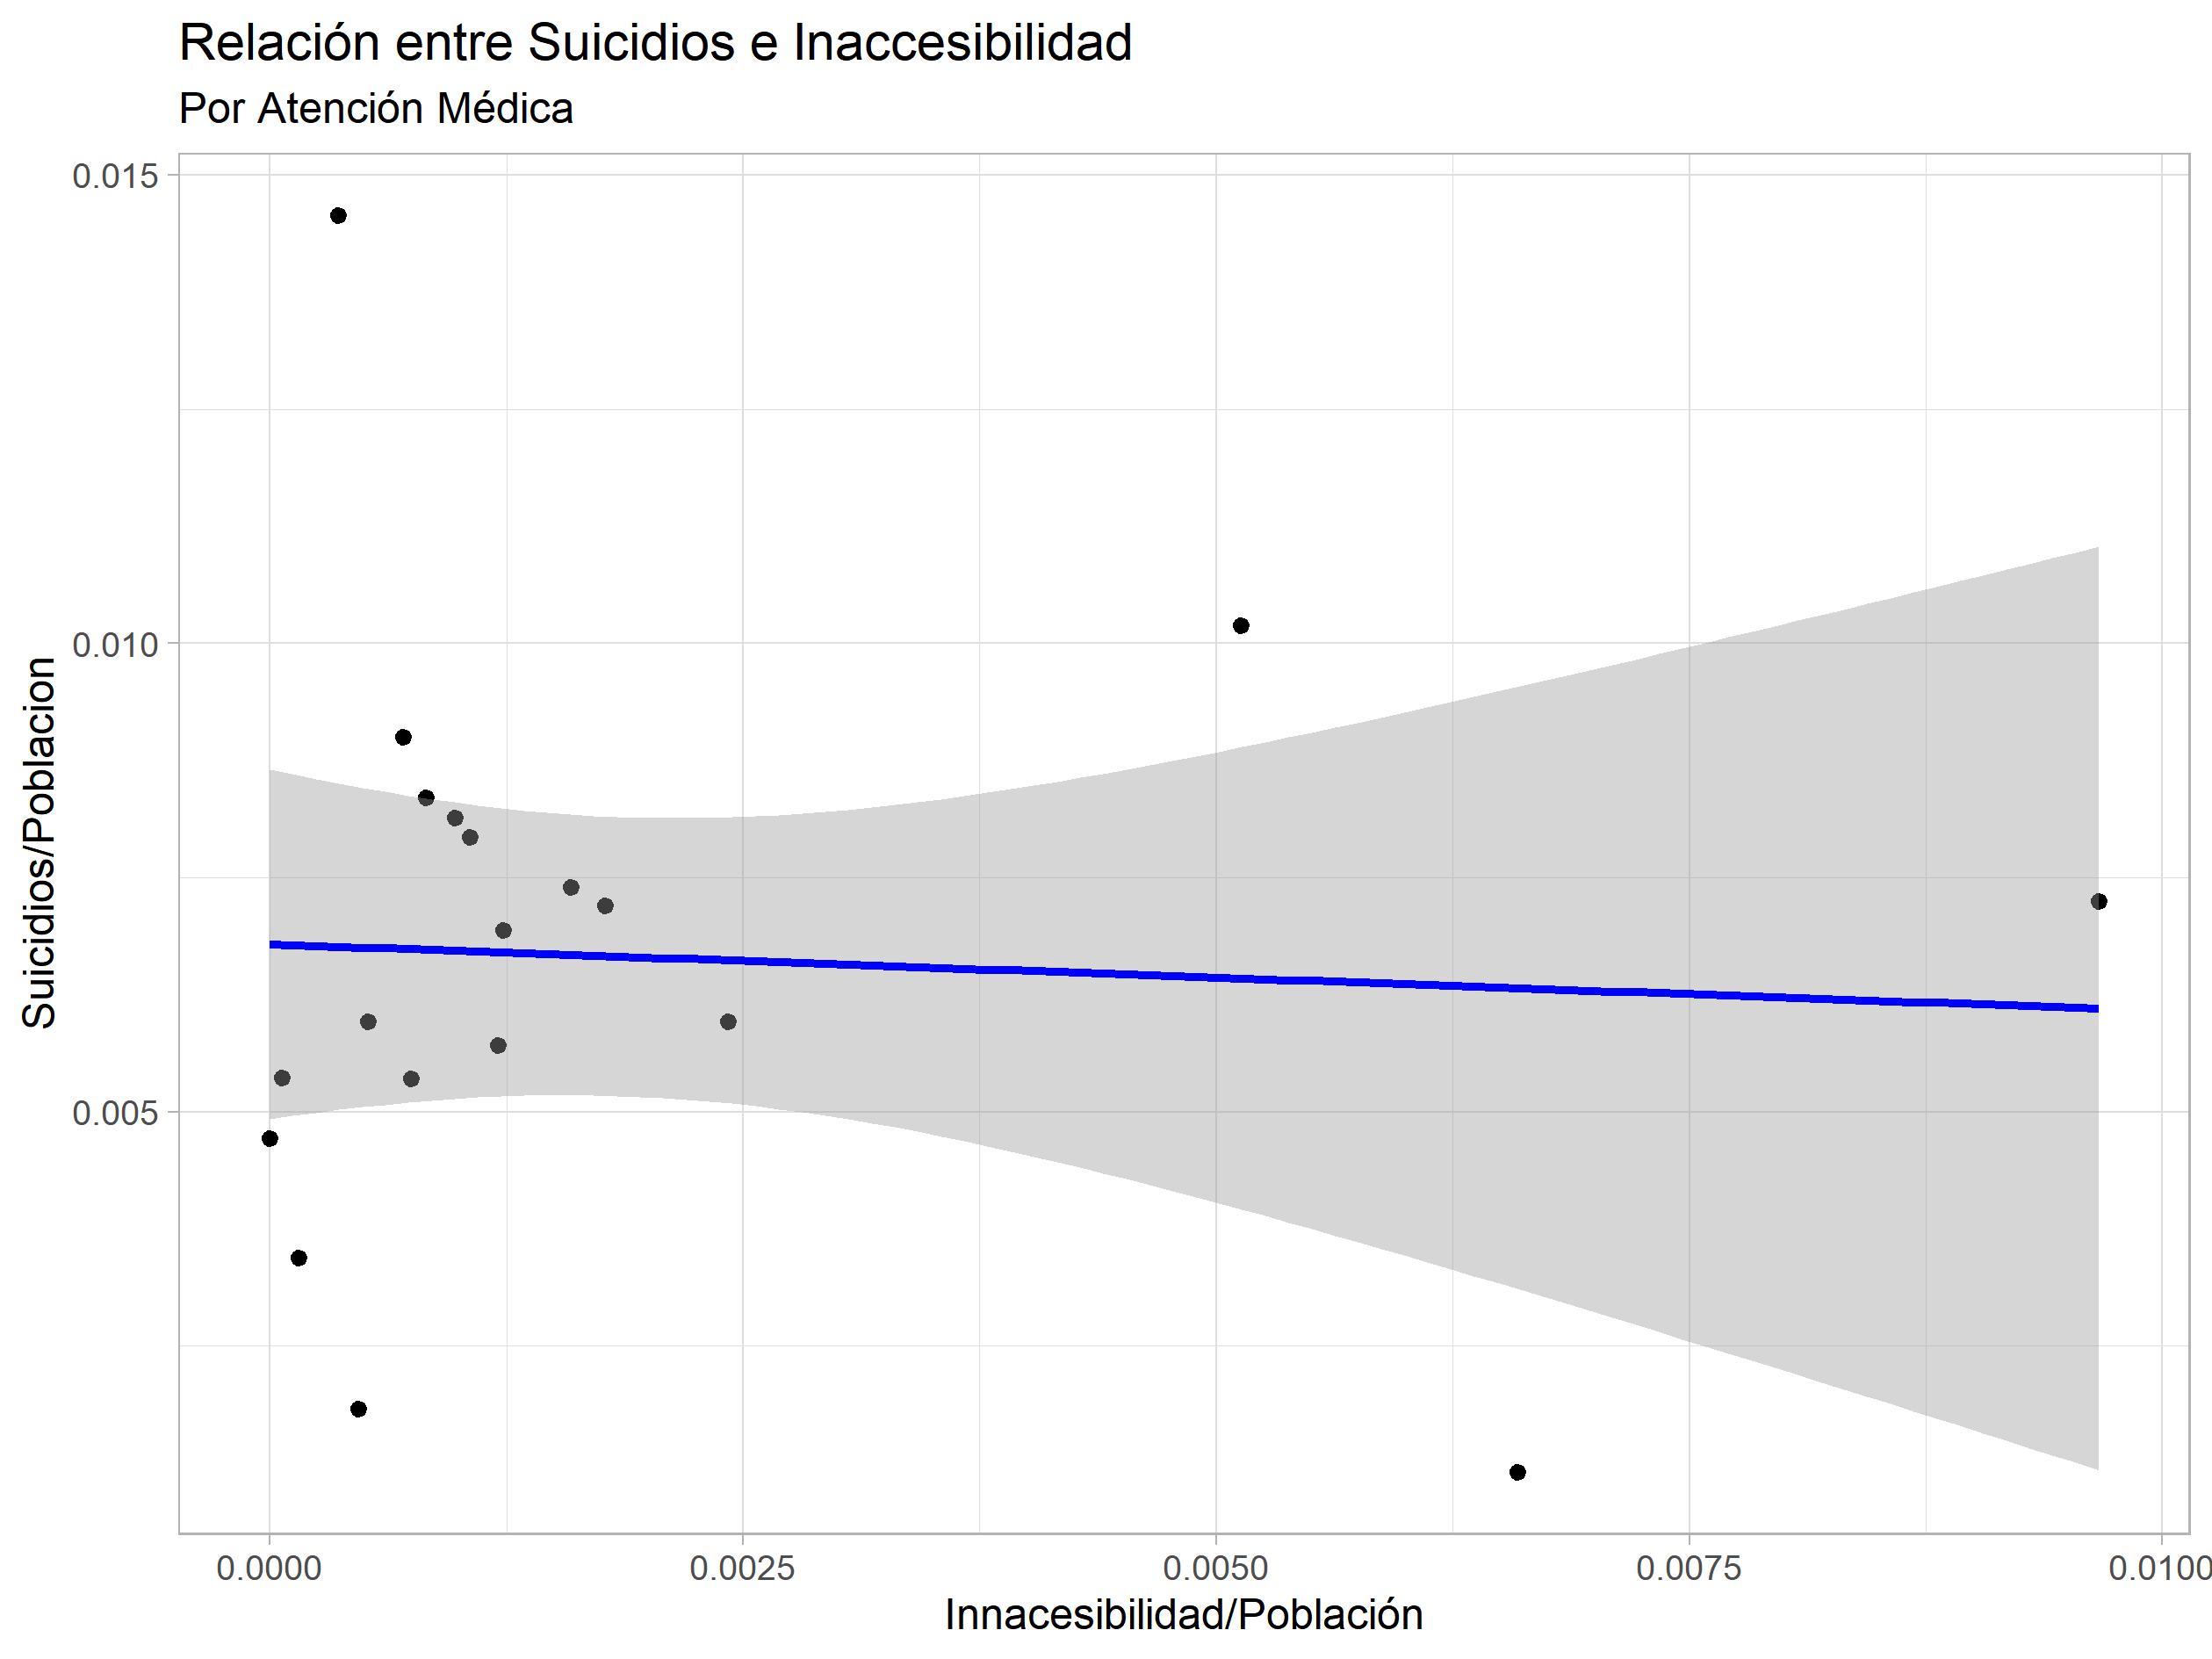 Relación entre Suicidios e Inaccesibilidad
Por Atención Médica
0.015
0.010
0.005
Suicidios/Poblacion
0.0000 0.0025 0.0050 0.0075 0.0100
Innacesibilidad/Población